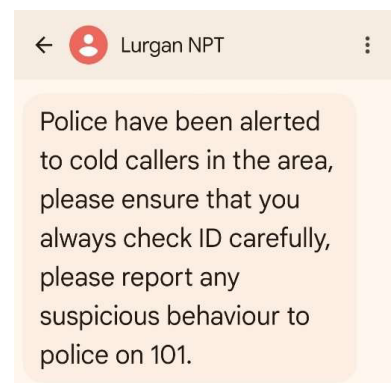 Lurgan NPT
Police have been alerted
to cold callers in the area,
please ensure that you
always check ID carefully,
please report any
suspicious behaviour to
police on 101.